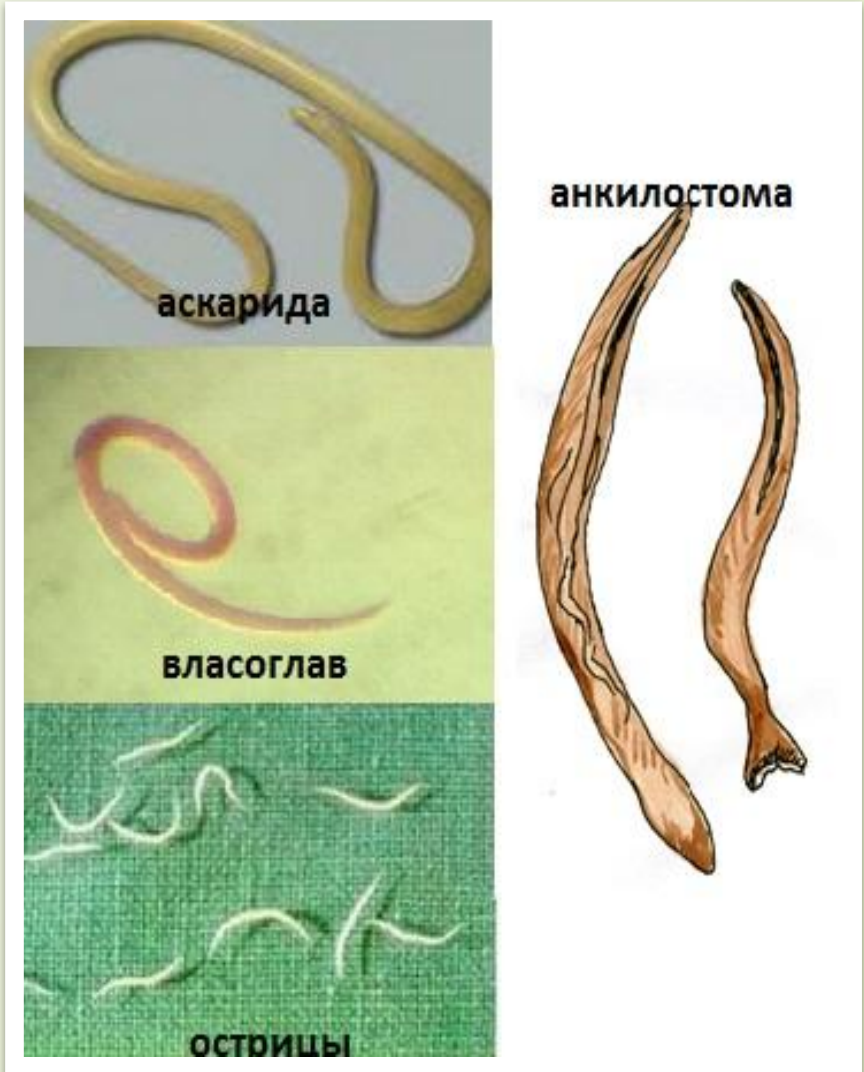 аскарида
анкилостома
власоглав
острицы